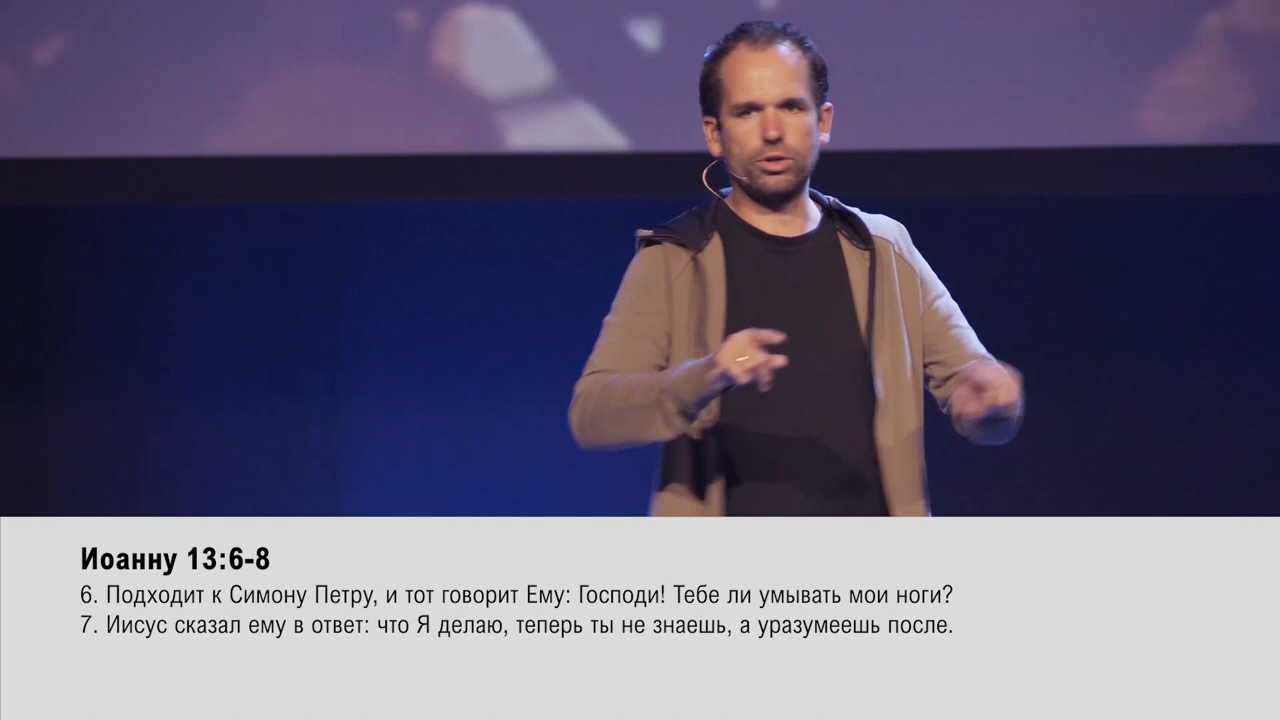 Иоанну 13:6-8
6. Подходит к Симону Петру, и тот говорит Ему: Господи! Тебе ли умывать мои ноги?
7. Иисус сказал ему в ответ: что Я делаю, теперь ты не знаешь, а уразумеешь после.